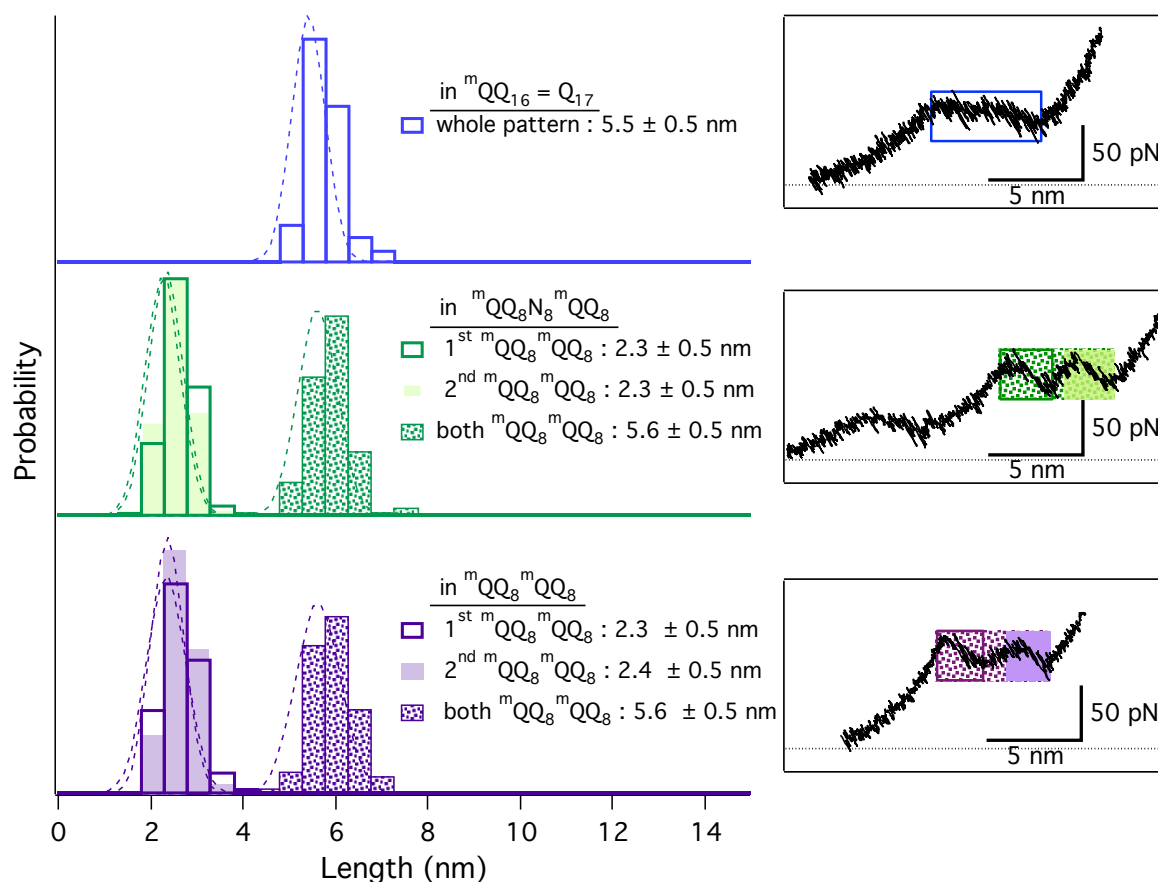 in ᵐQQ₁₆ = Q₁₇
whole pattern : 5.5 ± 0.5 nm
50 pN
5 nm
in ᵐQQ₈N₈ᵐQQ₈
1ˢᵗ ᵐQQ₈ᵐQQ₈ : 2.3 ± 0.5 nm
2ⁿᵈ ᵐQQ₈ᵐQQ₈ : 2.3 ± 0.5 nm
both ᵐQQ₈ᵐQQ₈ : 5.6 ± 0.5 nm
50 pN
5 nm
Probability
in ᵐQQ₈ᵐQQ₈
1ˢᵗ ᵐQQ₈ᵐQQ₈ : 2.3 ± 0.5 nm
2ⁿᵈ ᵐQQ₈ᵐQQ₈ : 2.4 ± 0.5 nm
both ᵐQQ₈ᵐQQ₈ : 5.6 ± 0.5 nm
50 pN
5 nm
0 2 4 6 8 10 12 14
Length (nm)